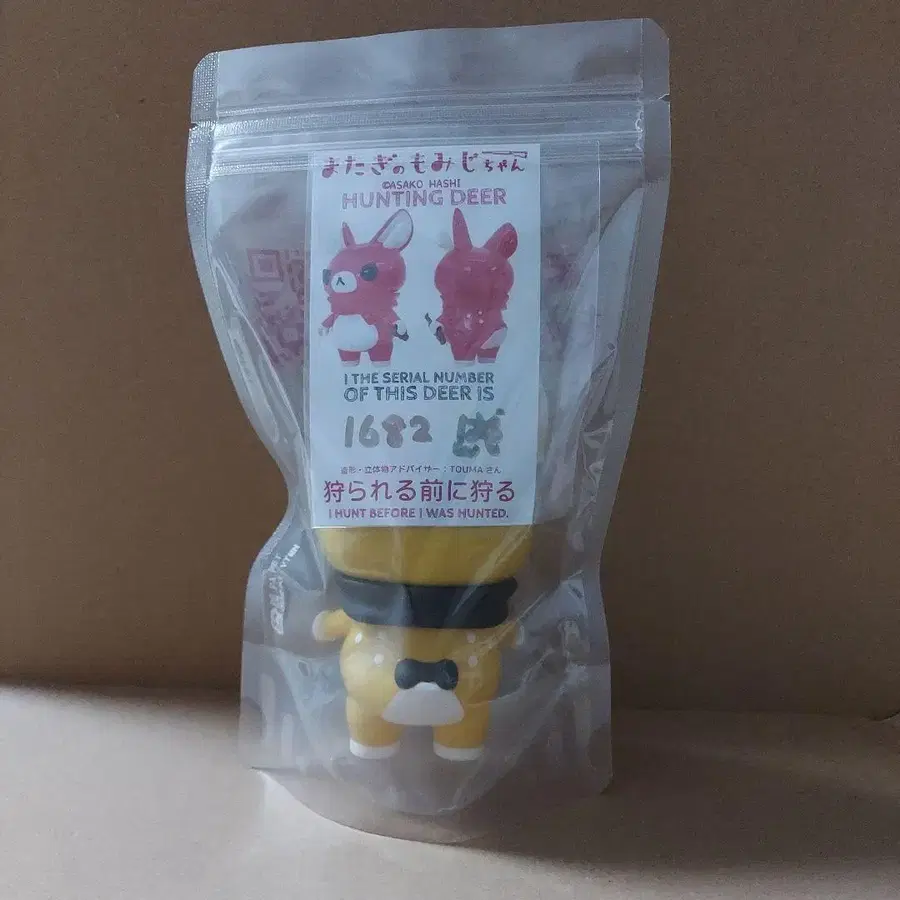 またぎのもみじちゃん
©ASAKO HASHI
HUNTING DEER
I THE SERIAL NUMBER
OF THIS DEER IS
1682
造形・立体物アドバイザー：TOUMAさん
狩られる前に狩る
I HUNT BEFORE I WAS HUNTED.